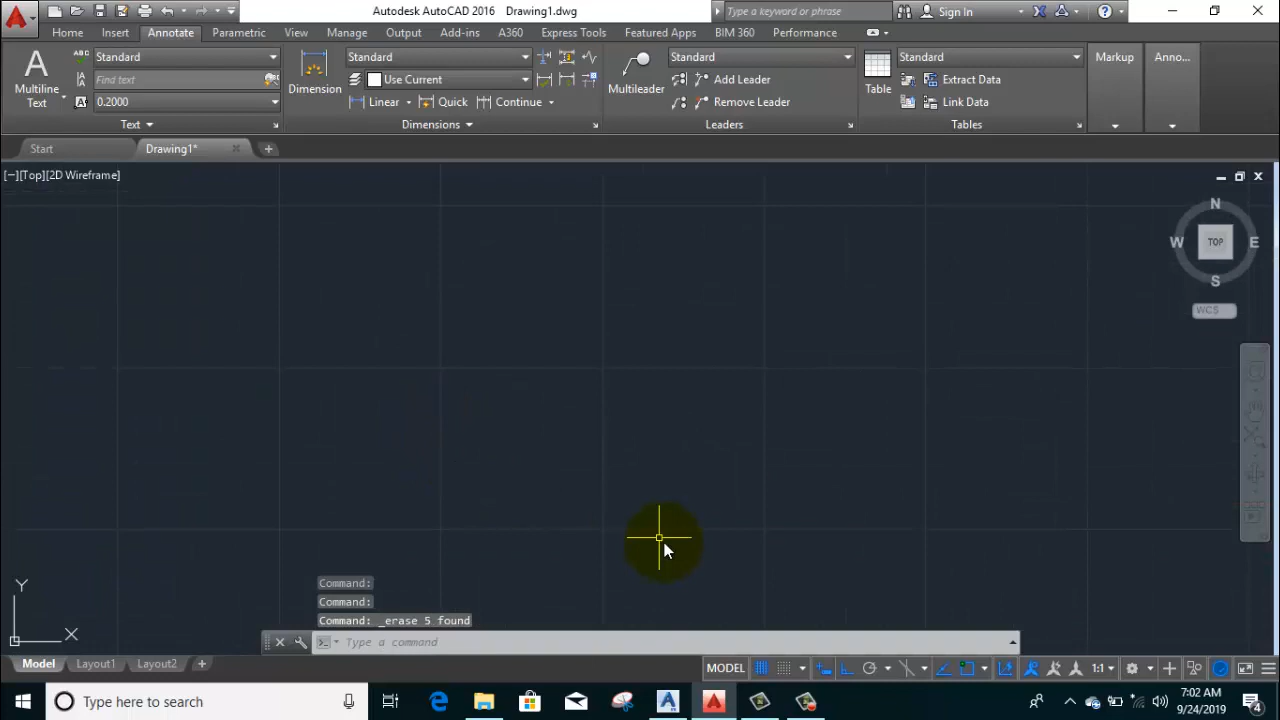 Autodesk AutoCAD 2016 Drawing1.dwg
Type a keyword or phrase
Sign In
Home Insert Annotate Parametric View Manage Output Add-ins A360 Express Tools Featured Apps BIM 360 Performance
Multiline Text
Standard
Find text
0.2000
Text
Dimension
Standard
Use Current
Linear Quick Continue
Dimensions
Multileader
Standard
Add Leader
Remove Leader
Leaders
Table
Standard
Extract Data
Link Data
Tables
Markup
Anno...
Start Drawing1*
[−][Top][2D Wireframe]
N
W TOP E
S
WCS
Y
X
Command:
Command:
Command: _erase 5 found
Type a command
Model Layout1 Layout2
MODEL
1:1
Type here to search
7:02 AM
9/24/2019
4